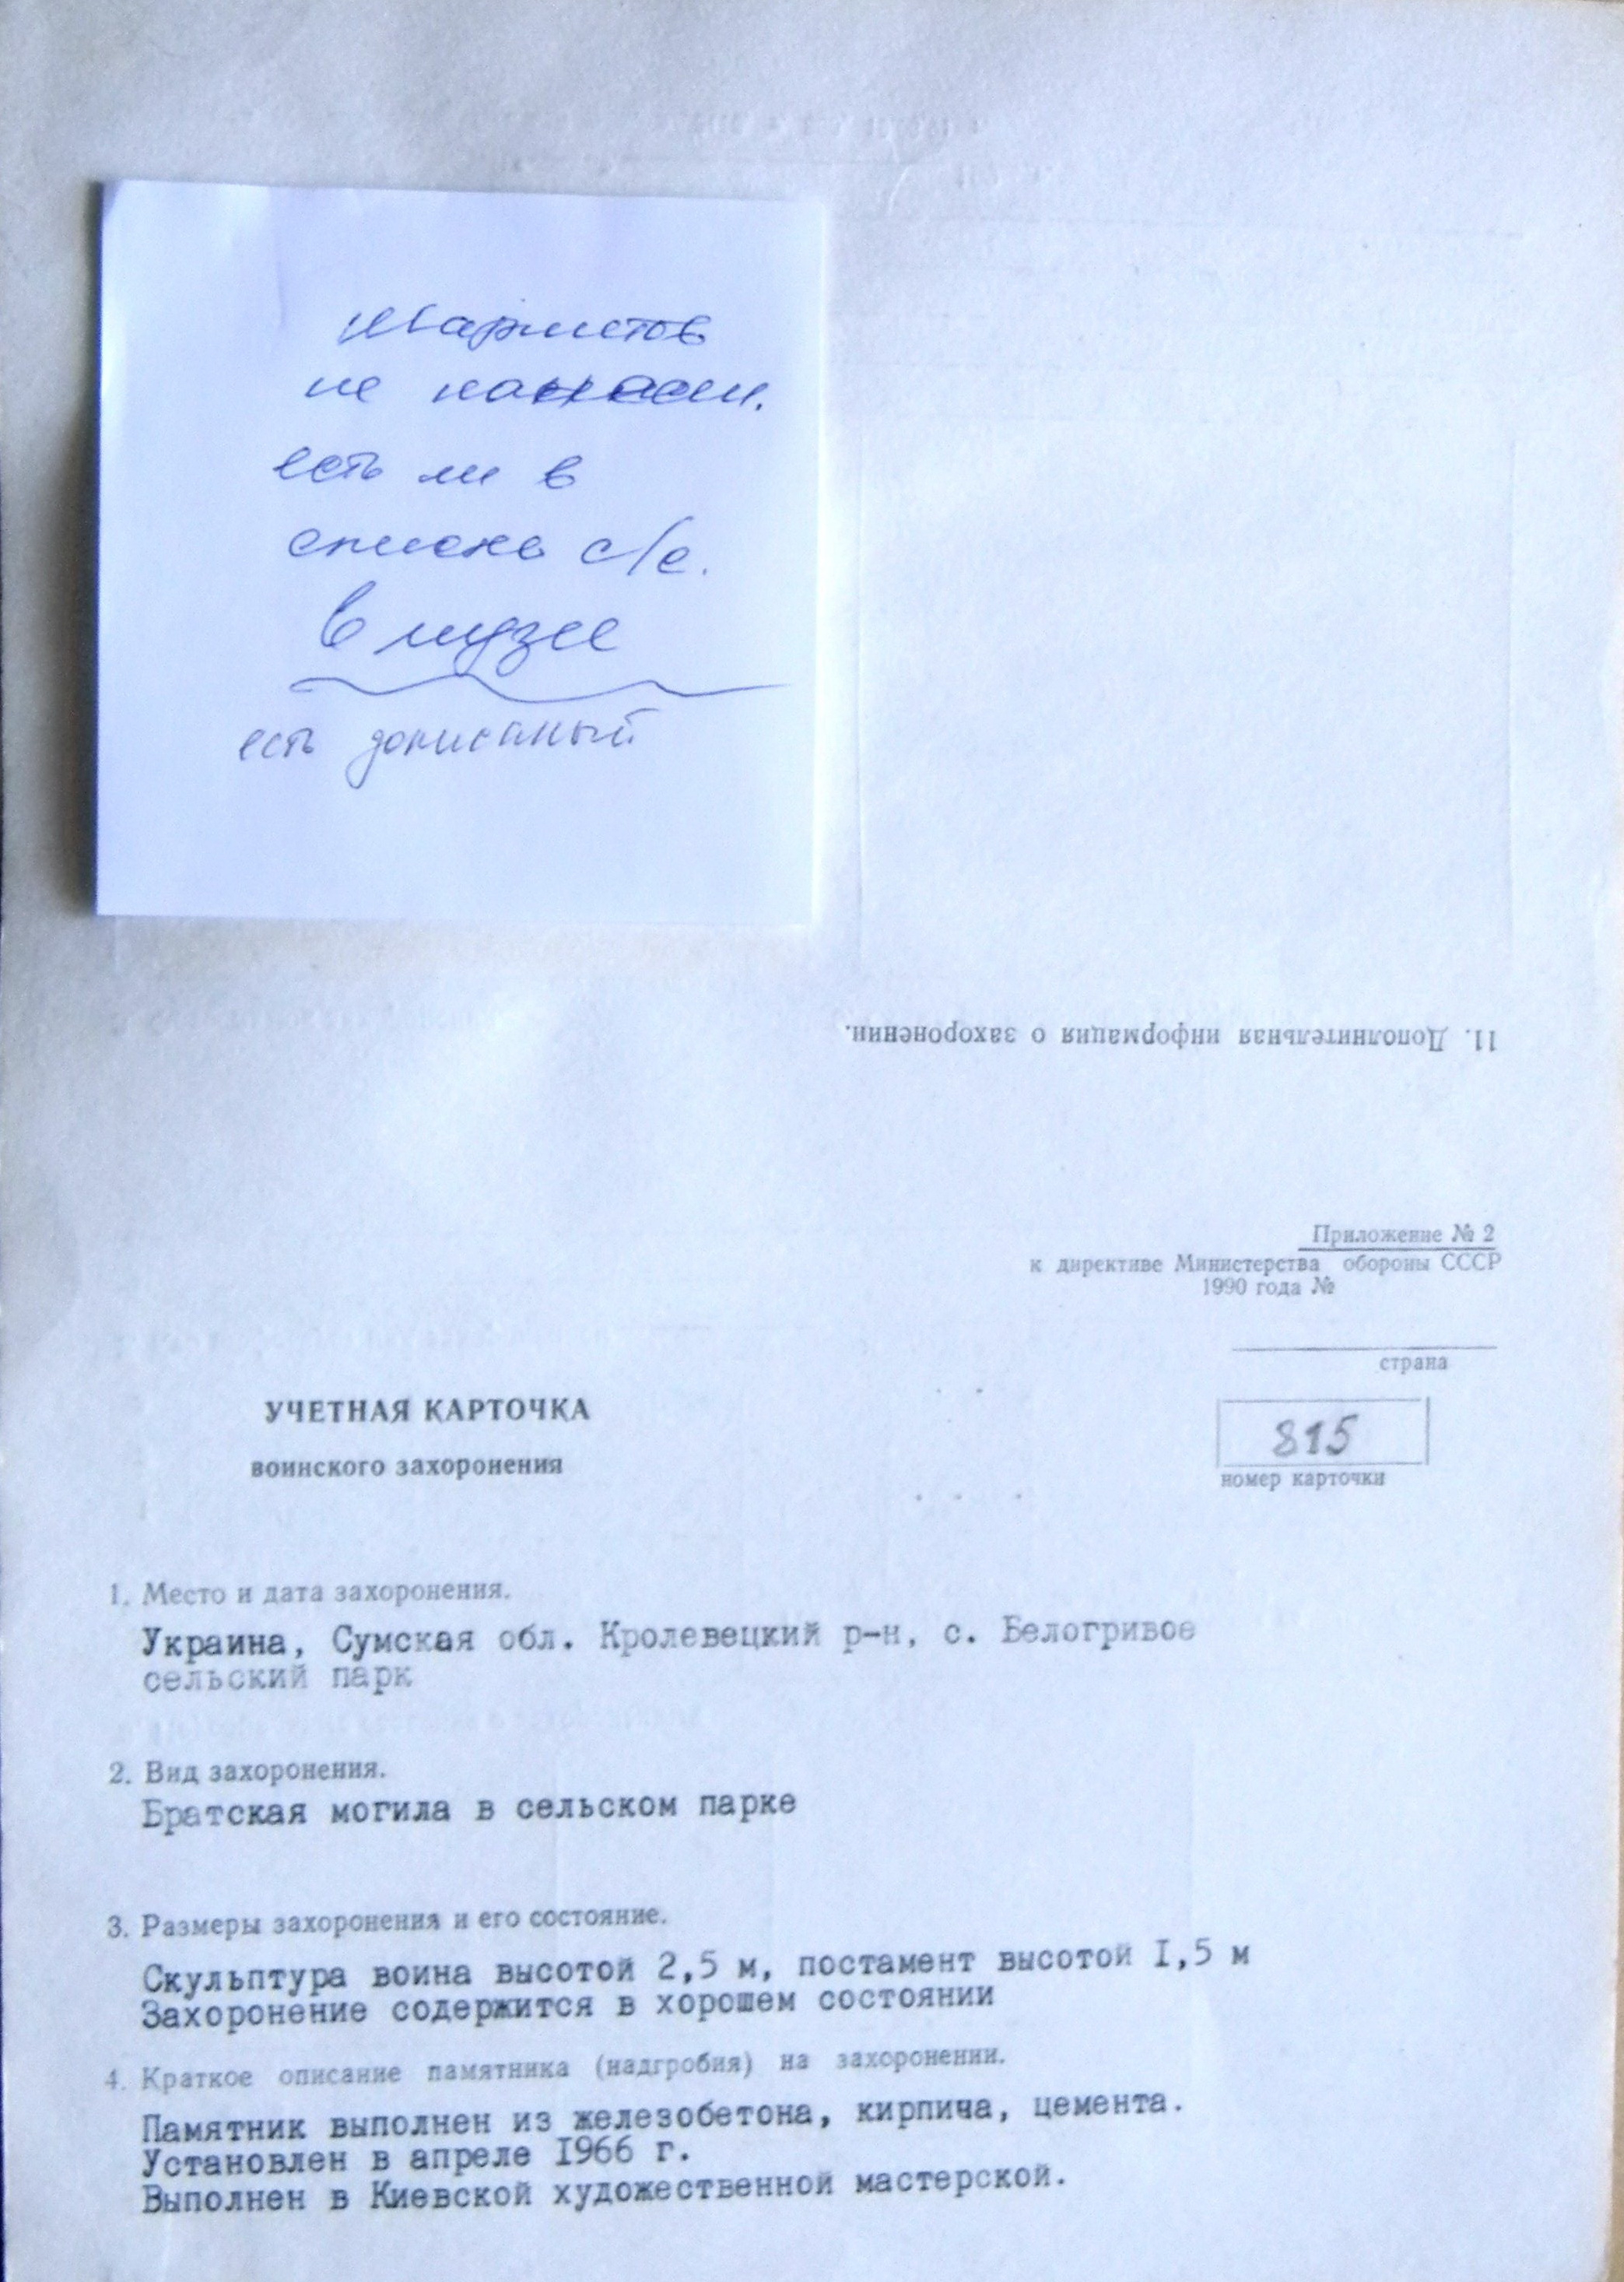 не
есть ли в
списке с/с.
в музее
есть дописаный
11. Дополнительная информация о захоронении.
Приложение № 2
к директиве Министерства обороны СССР
1990 года №
страна
УЧЕТНАЯ КАРТОЧКА
815
воинского захоронения
номер карточки
1. Место и дата захоронения.
Украина, Сумская обл. Кролевецкий р-н, с. Белогривое
сельский парк
2. Вид захоронения.
Братская могила в сельском парке
3. Размеры захоронения и его состояние.
Скульптура воина высотой 2,5 м, постамент высотой I,5 м
Захоронение содержится в хорошем состоянии
4. Краткое описание памятника (надгробия) на захоронении.
Памятник выполнен из железобетона, кирпича, цемента.
Установлен в апреле I966 г.
Выполнен в Киевской художественной мастерской.